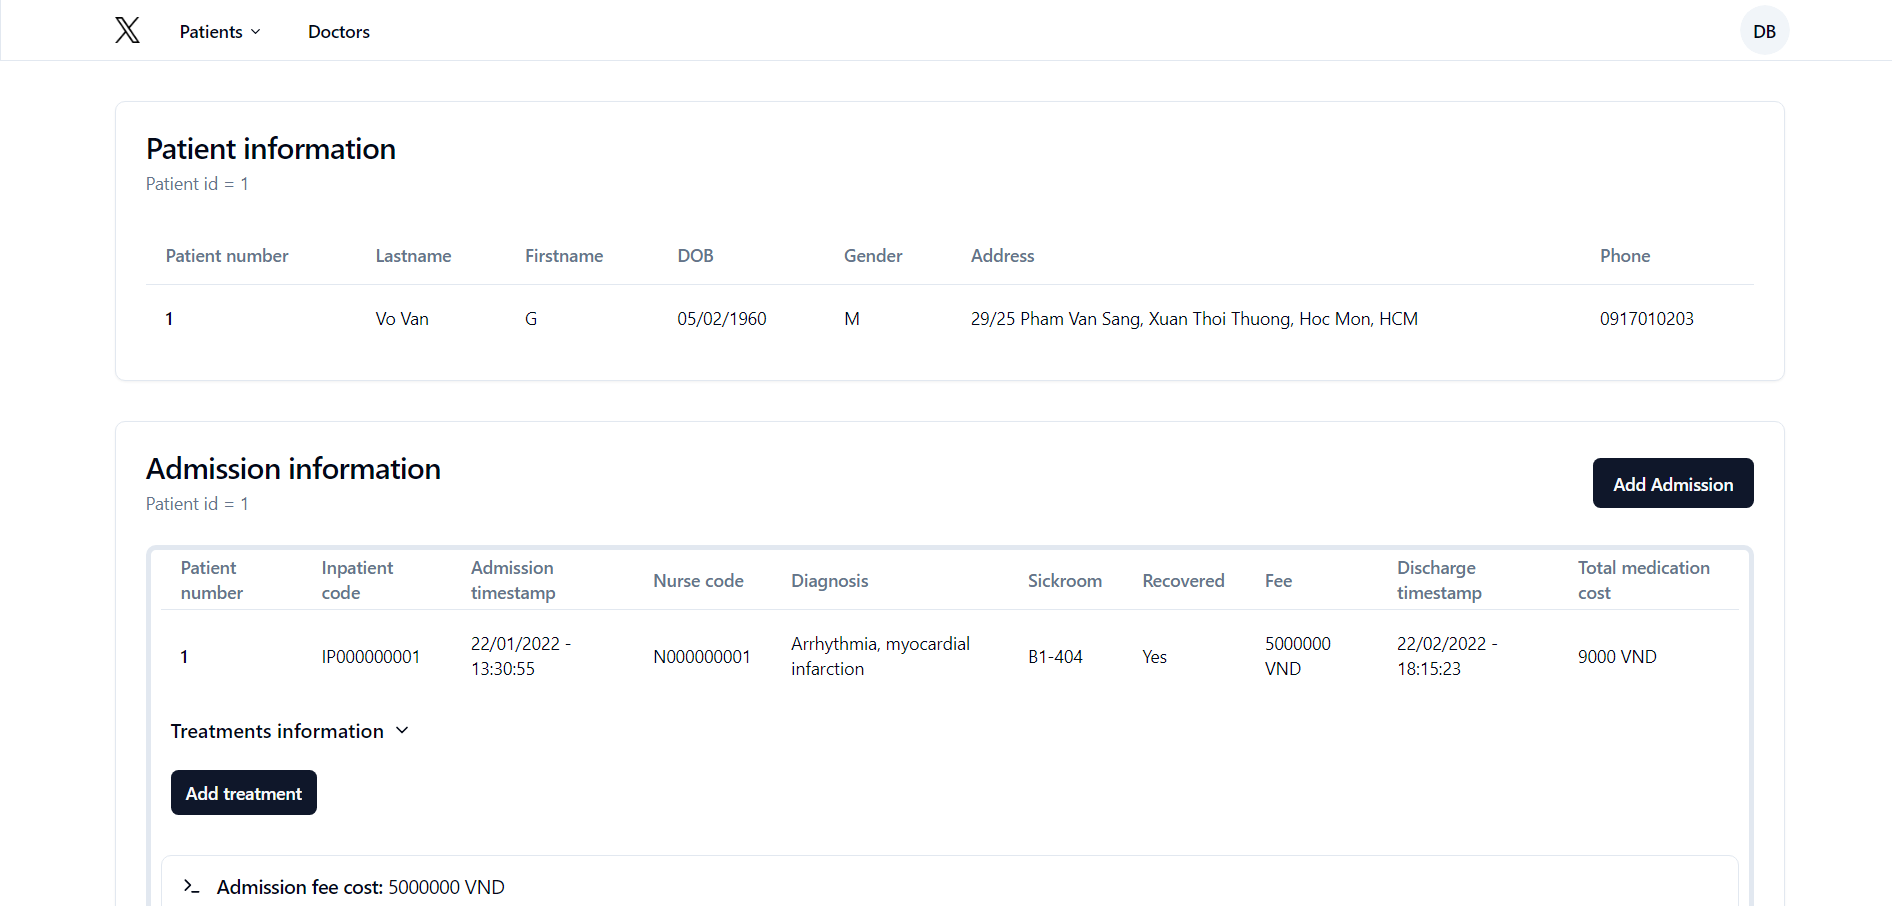 Patients Doctors DB
Patient information
Patient id = 1
Patient number Lastname Firstname DOB Gender Address Phone
1 Vo Van G 05/02/1960 M 29/25 Pham Van Sang, Xuan Thoi Thuong, Hoc Mon, HCM 0917010203
Admission information
Patient id = 1
Add Admission
Patient number Inpatient code Admission timestamp Nurse code Diagnosis Sickroom Recovered Fee Discharge timestamp Total medication cost
1 IP000000001 22/01/2022 - 13:30:55 N000000001 Arrhythmia, myocardial infarction B1-404 Yes 5000000 VND 22/02/2022 - 18:15:23 9000 VND
Treatments information
Add treatment
Admission fee cost: 5000000 VND